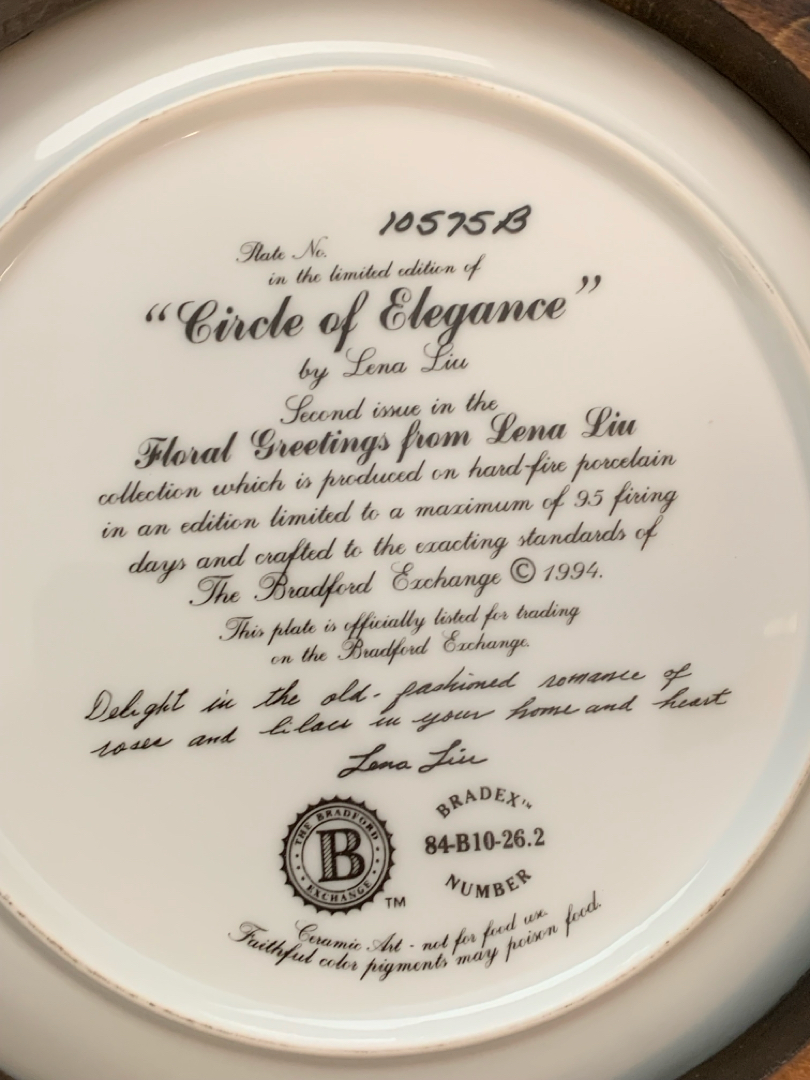 10575B
Plate No.
in the limited edition of
“Circle of Elegance”
by Lena Liu
Second issue in the
Floral Greetings from Lena Liu
collection which is produced on hard-fire porcelain
in an edition limited to a maximum of 95 firing
days and crafted to the exacting standards of
The Bradford Exchange © 1994.
This plate is officially listed for trading
on the Bradford Exchange.
Delight in the old-fashioned romance of
roses and lilacs in your home and heart
Lena Liu
THE BRADFORD
B
EXCHANGE
TM
BRADEX™
84-B10-26.2
NUMBER
Ceramic Art - not for food use.
Faithful color pigments may poison food.